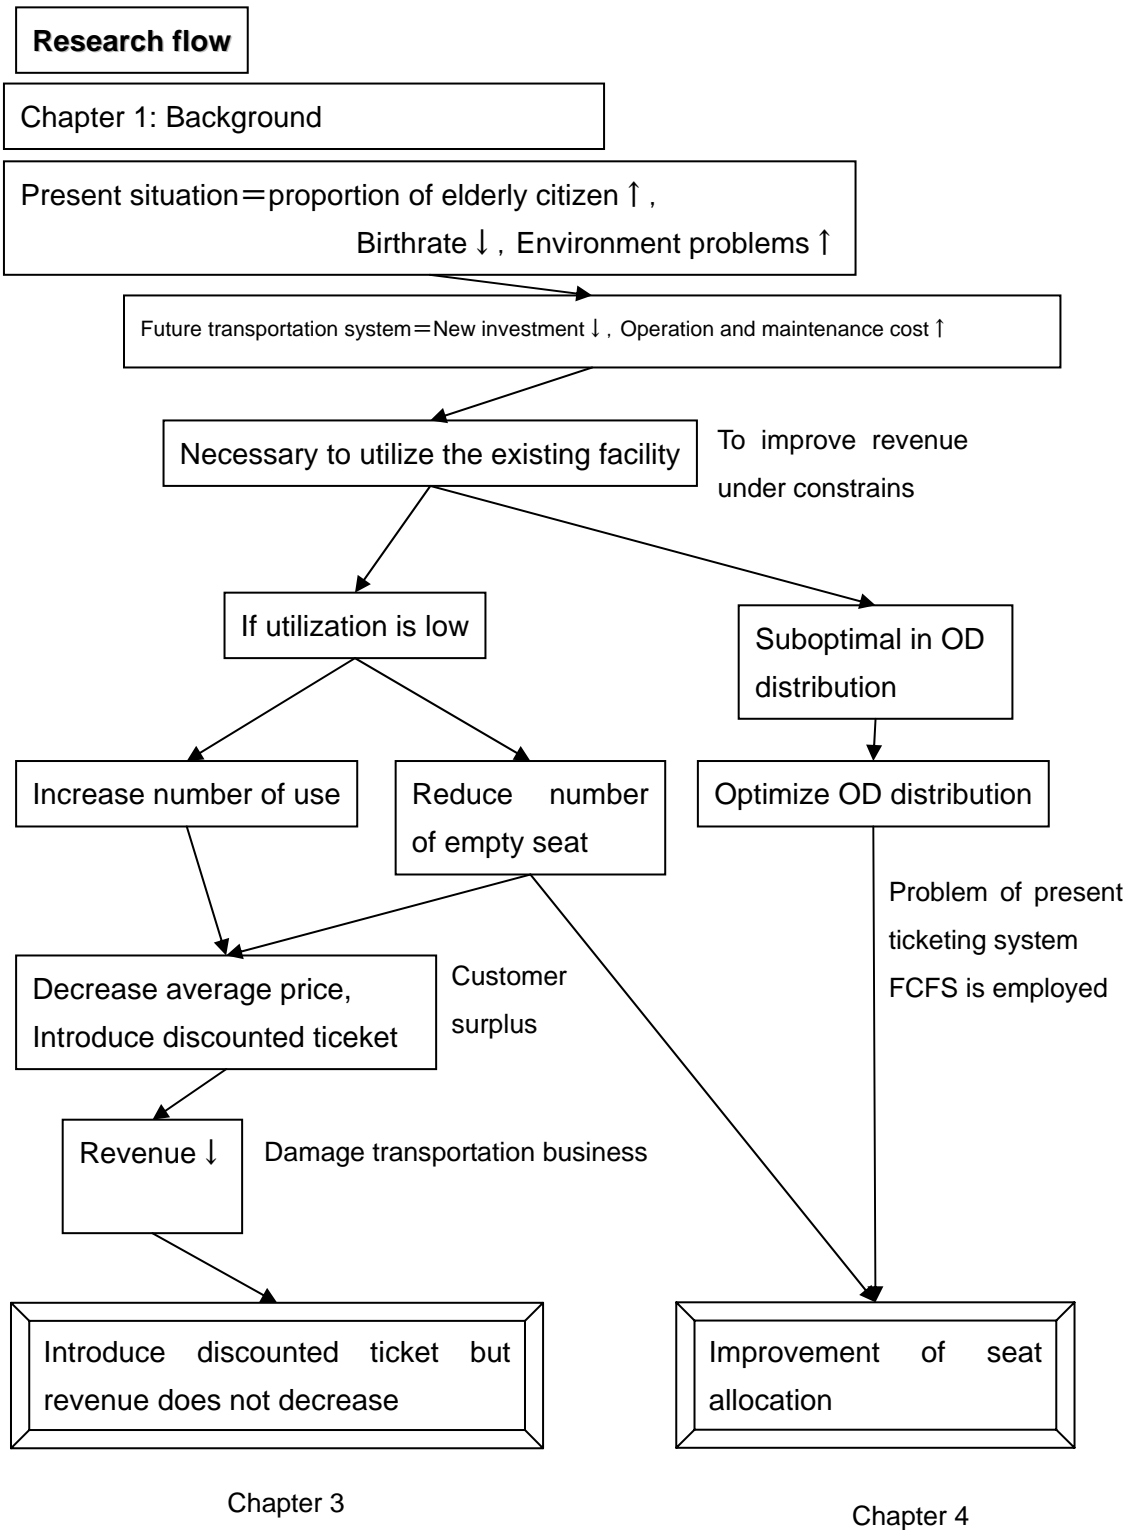 Research flow
Chapter 1: Background
Present situation＝proportion of elderly citizen↑,
Birthrate↓, Environment problems↑
Future transportation system＝New investment↓, Operation and maintenance cost↑
Necessary to utilize the existing facility
To improve revenue
under constrains
If utilization is low
Suboptimal in OD
distribution
Increase number of use
Reduce number
of empty seat
Optimize OD distribution
Problem of present
ticketing system
FCFS is employed
Decrease average price,
Introduce discounted ticeket
Customer
surplus
Revenue↓
Damage transportation business
Introduce discounted ticket but
revenue does not decrease
Improvement of seat
allocation
Chapter 3
Chapter 4